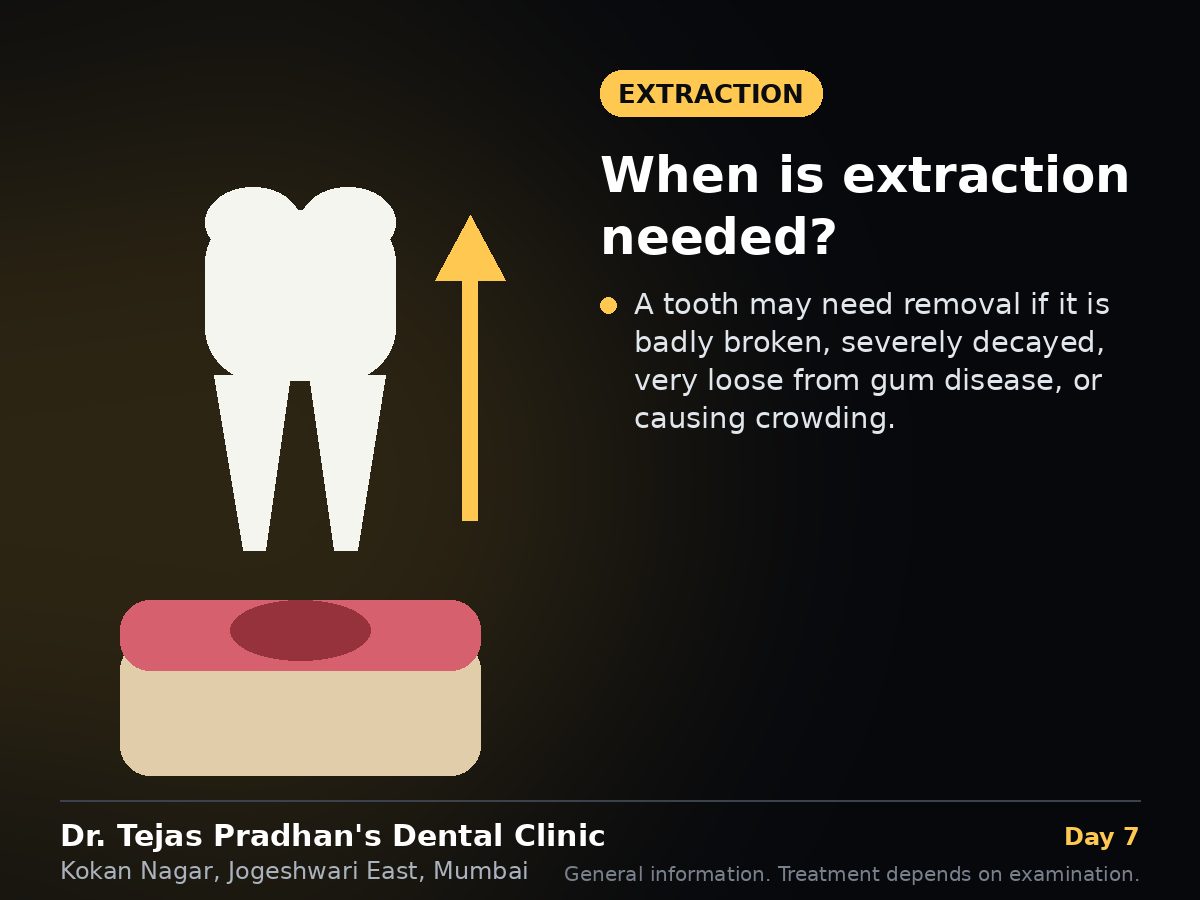 EXTRACTION
When is extraction
needed?
A tooth may need removal if it is
badly broken, severely decayed,
very loose from gum disease, or
causing crowding.
Dr. Tejas Pradhan's Dental Clinic
Day 7
Kokan Nagar, Jogeshwari East, Mumbai
General information. Treatment depends on examination.